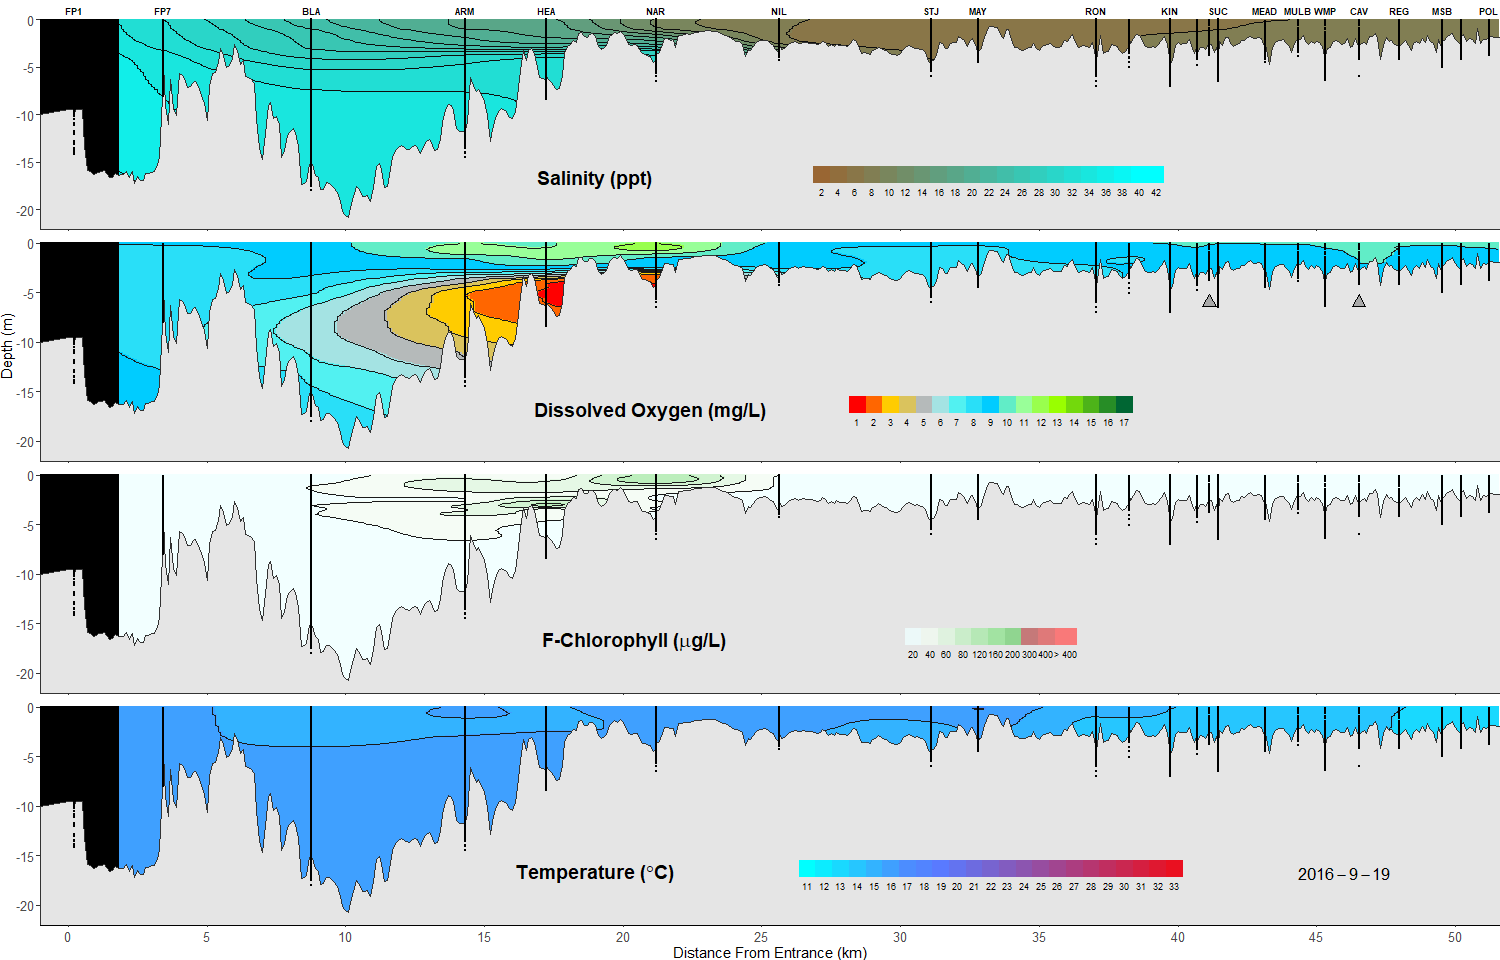 FP1 FP7 BLA ARM HEA NAR NIL STJ MAY RON KIN SUC MEAD MULB WMP CAV REG MSB POL
0
-5
-10
-15
-20
Salinity (ppt)
2 4 6 8 10 12 14 16 18 20 22 24 26 28 30 32 34 36 38 40 42
0
-5
-10
-15
-20
Dissolved Oxygen (mg/L)
1 2 3 4 5 6 7 8 9 10 11 12 13 14 15 16 17
Depth (m)
0
-5
-10
-15
-20
F-Chlorophyll (μg/L)
20 40 60 80 120 160 200 300 400 > 400
0
-5
-10
-15
-20
Temperature (°C)
11 12 13 14 15 16 17 18 19 20 21 22 23 24 25 26 27 28 29 30 31 32 33
2016 – 9 – 19
0 5 10 15 20 25 30 35 40 45 50
Distance From Entrance (km)